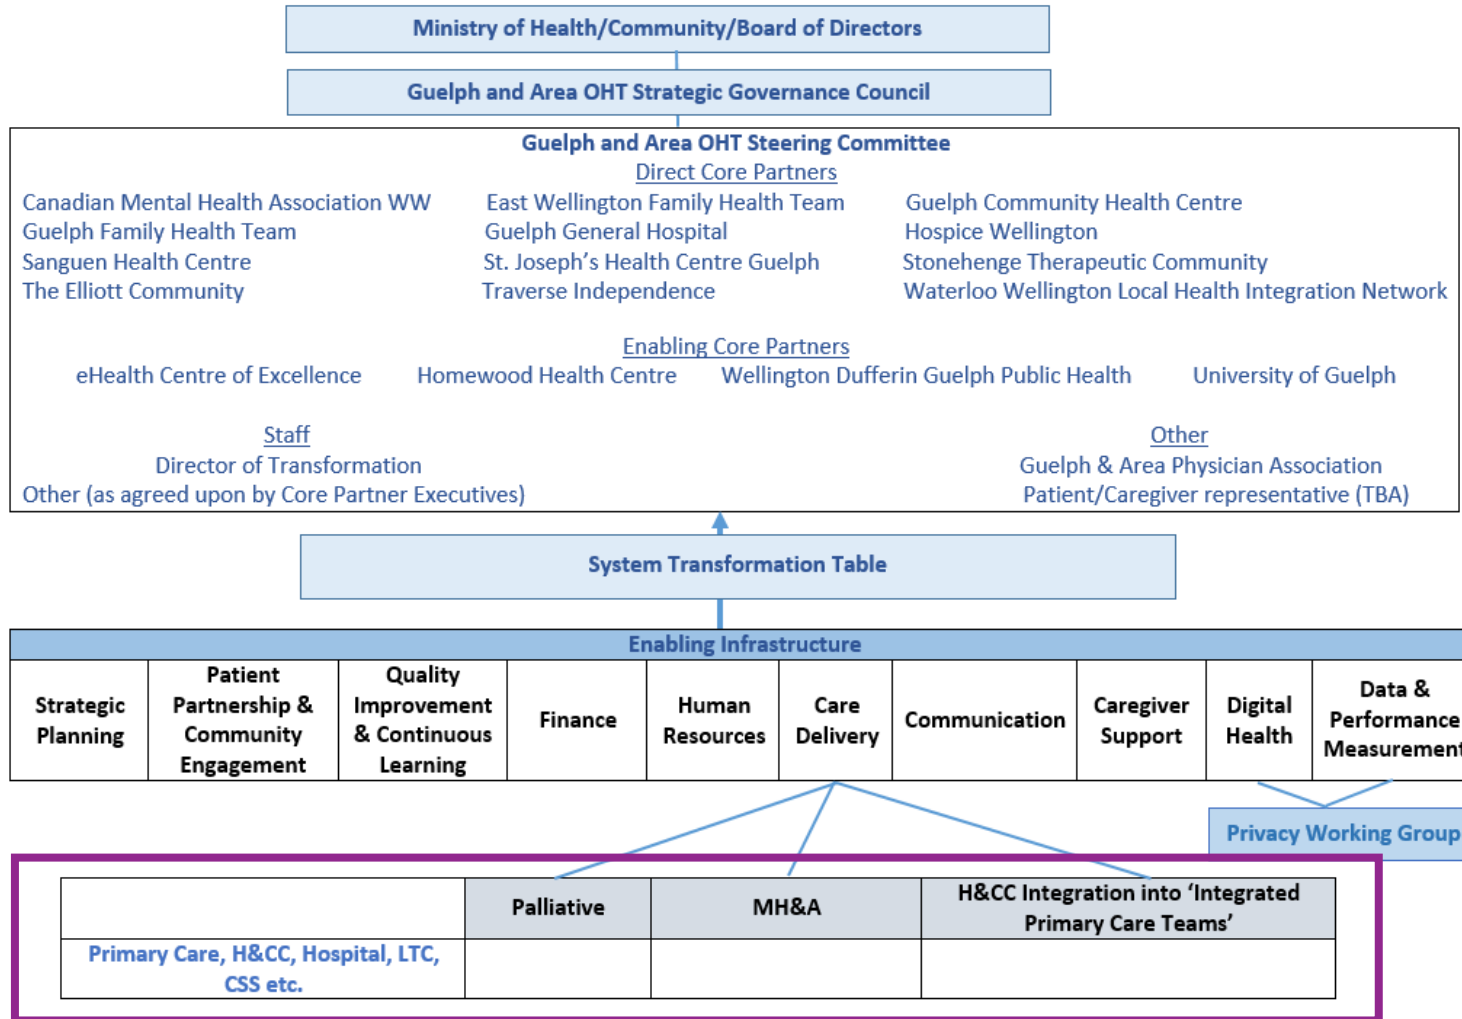 Ministry of Health/Community/Board of Directors
Guelph and Area OHT Strategic Governance Council
Guelph and Area OHT Steering Committee
Direct Core Partners
Canadian Mental Health Association WW East Wellington Family Health Team Guelph Community Health Centre
Guelph Family Health Team Guelph General Hospital Hospice Wellington
Sanguen Health Centre St. Joseph's Health Centre Guelph Stonehenge Therapeutic Community
The Elliott Community Traverse Independence Waterloo Wellington Local Health Integration Network
Enabling Core Partners
eHealth Centre of Excellence Homewood Health Centre Wellington Dufferin Guelph Public Health University of Guelph
Staff Other
Director of Transformation Guelph & Area Physician Association
Other (as agreed upon by Core Partner Executives) Patient/Caregiver representative (TBA)
System Transformation Table
Enabling Infrastructure
Strategic
Planning
Patient
Partnership &
Community
Engagement
Quality
Improvement
& Continuous
Learning
Finance
Human
Resources
Care
Delivery
Communication
Caregiver
Support
Digital
Health
Data &
Performance
Measurement
Privacy Working Group
Palliative
MH&A
H&CC Integration into 'Integrated
Primary Care Teams'
Primary Care, H&CC, Hospital, LTC,
CSS etc.